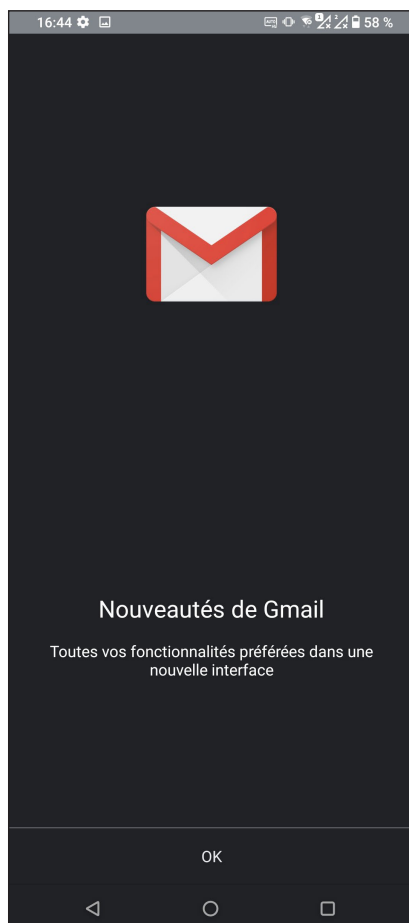 16:44 58 %
Nouveautés de Gmail
Toutes vos fonctionnalités préférées dans une
nouvelle interface
OK